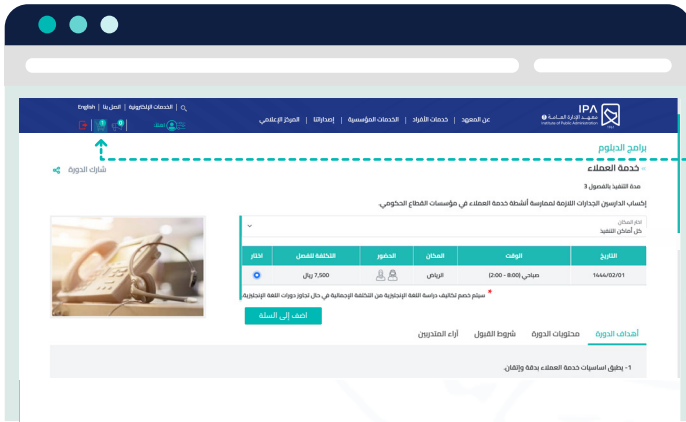 English | اتصل بنا | الخدمات الإلكترونية |
IPA
معهد الإدارة العامة
Institute of Public Administration
عن المعهد | خدمات الأفراد | الخدمات المؤسسية | إصداراتنا | المركز الإعلامي
0
1
برامج الدبلوم
» خدمة العملاء
شارك الدورة
مدة التنفيذ بالفصول 3
إكساب الدارسين الجدارات اللازمة لممارسة أنشطة خدمة العملاء في مؤسسات القطاع الحكومي.
اختار المكان
كل أماكن التنفيذ
التاريخ الوقت المكان الحضور التكلفة للفصل اختار
1444/02/01 صباحي (8:00 - 2:00) الرياض 7,500 ريال
* سيتم خصم تكاليف دراسة اللغة الإنجليزية من التكلفة الإجمالية في حال تجاوز دورات اللغة الإنجليزية.
اضف إلى السلة
أهداف الدورة محتويات الدورة شروط القبول آراء المتدربين
1- يطبق اساسيات خدمة العملاء بدقة وإتقان.